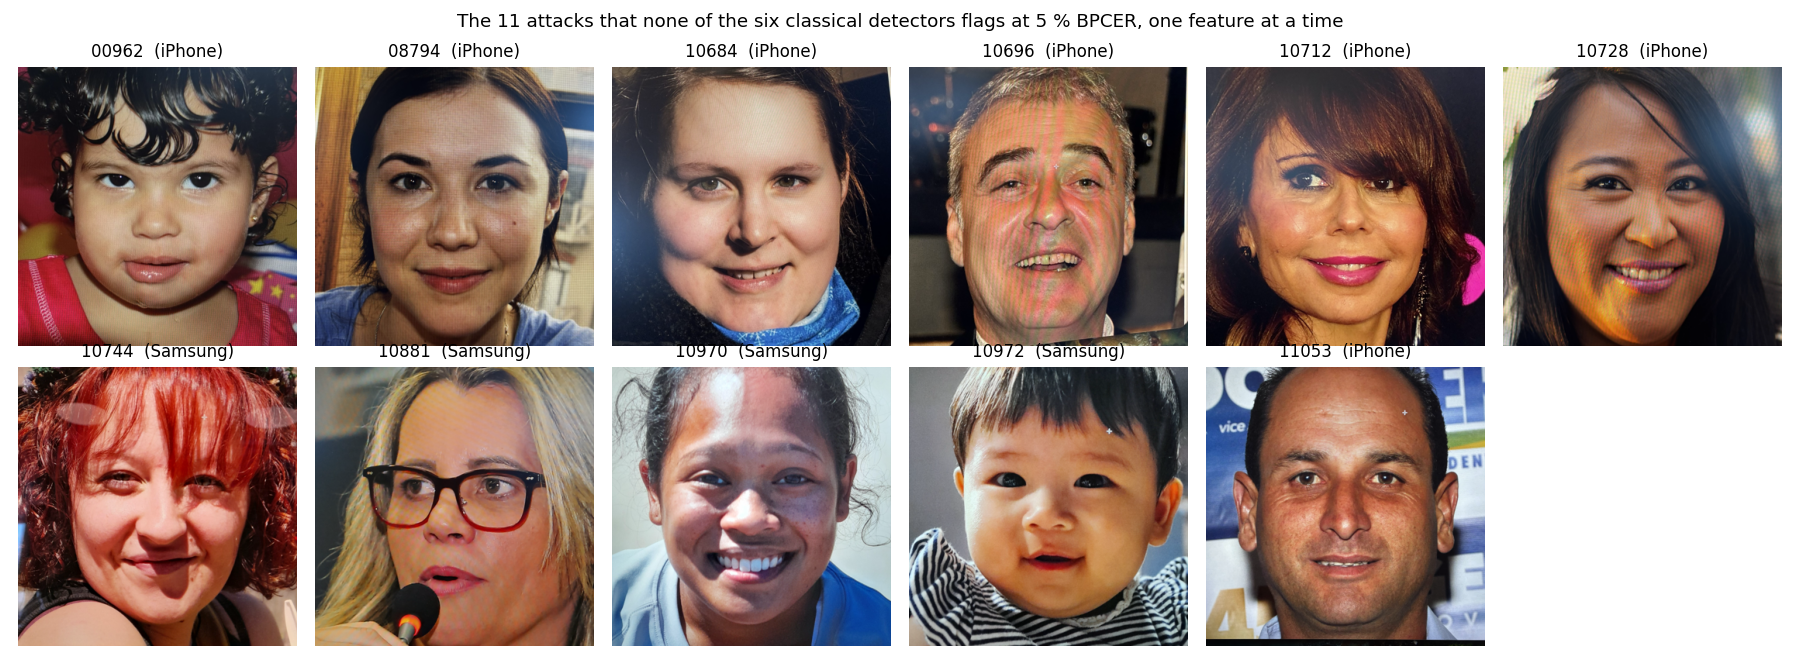 The 11 attacks that none of the six classical detectors flags at 5 % BPCER, one feature at a time
00962 (iPhone)
08794 (iPhone)
10684 (iPhone)
10696 (iPhone)
10712 (iPhone)
10728 (iPhone)
10744 (Samsung)
10881 (Samsung)
10970 (Samsung)
10972 (Samsung)
11053 (iPhone)
vice
DEN